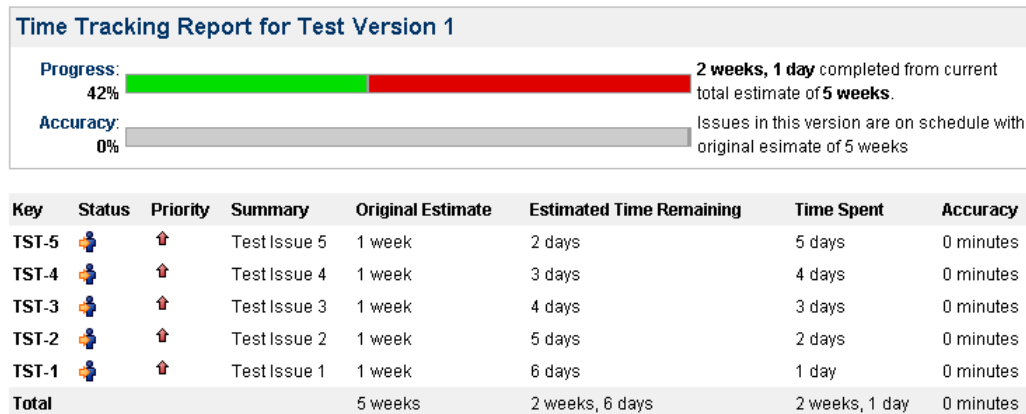 Time Tracking Report for Test Version 1
Progress: 2 weeks, 1 day completed from current
42% total estimate of 5 weeks.
Accuracy: Issues in this version are on schedule with
0% original esimate of 5 weeks
Key Status Priority Summary Original Estimate Estimated Time Remaining Time Spent Accuracy
TST-5 Test Issue 5 1 week 2 days 5 days 0 minutes
TST-4 Test Issue 4 1 week 3 days 4 days 0 minutes
TST-3 Test Issue 3 1 week 4 days 3 days 0 minutes
TST-2 Test Issue 2 1 week 5 days 2 days 0 minutes
TST-1 Test Issue 1 1 week 6 days 1 day 0 minutes
Total 5 weeks 2 weeks, 6 days 2 weeks, 1 day 0 minutes